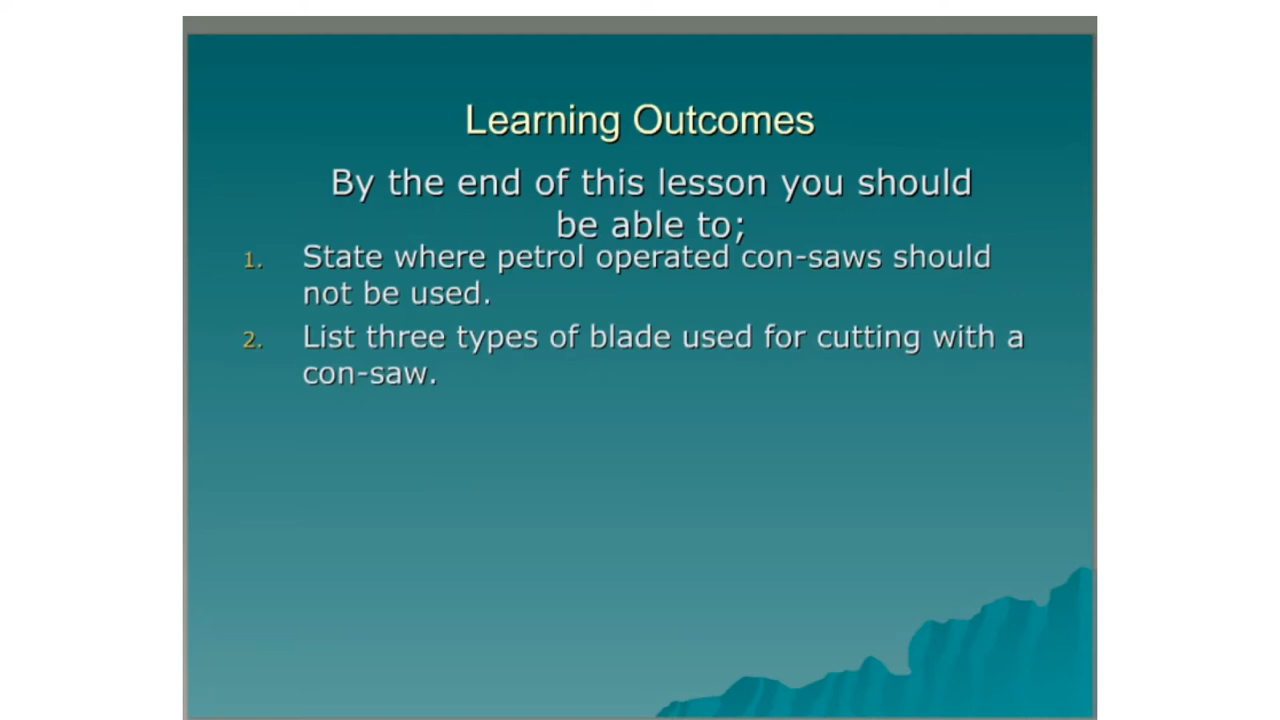 Learning Outcomes
By the end of this lesson you should
be able to;
1. State where petrol operated con-saws should
not be used.
2. List three types of blade used for cutting with a
con-saw.